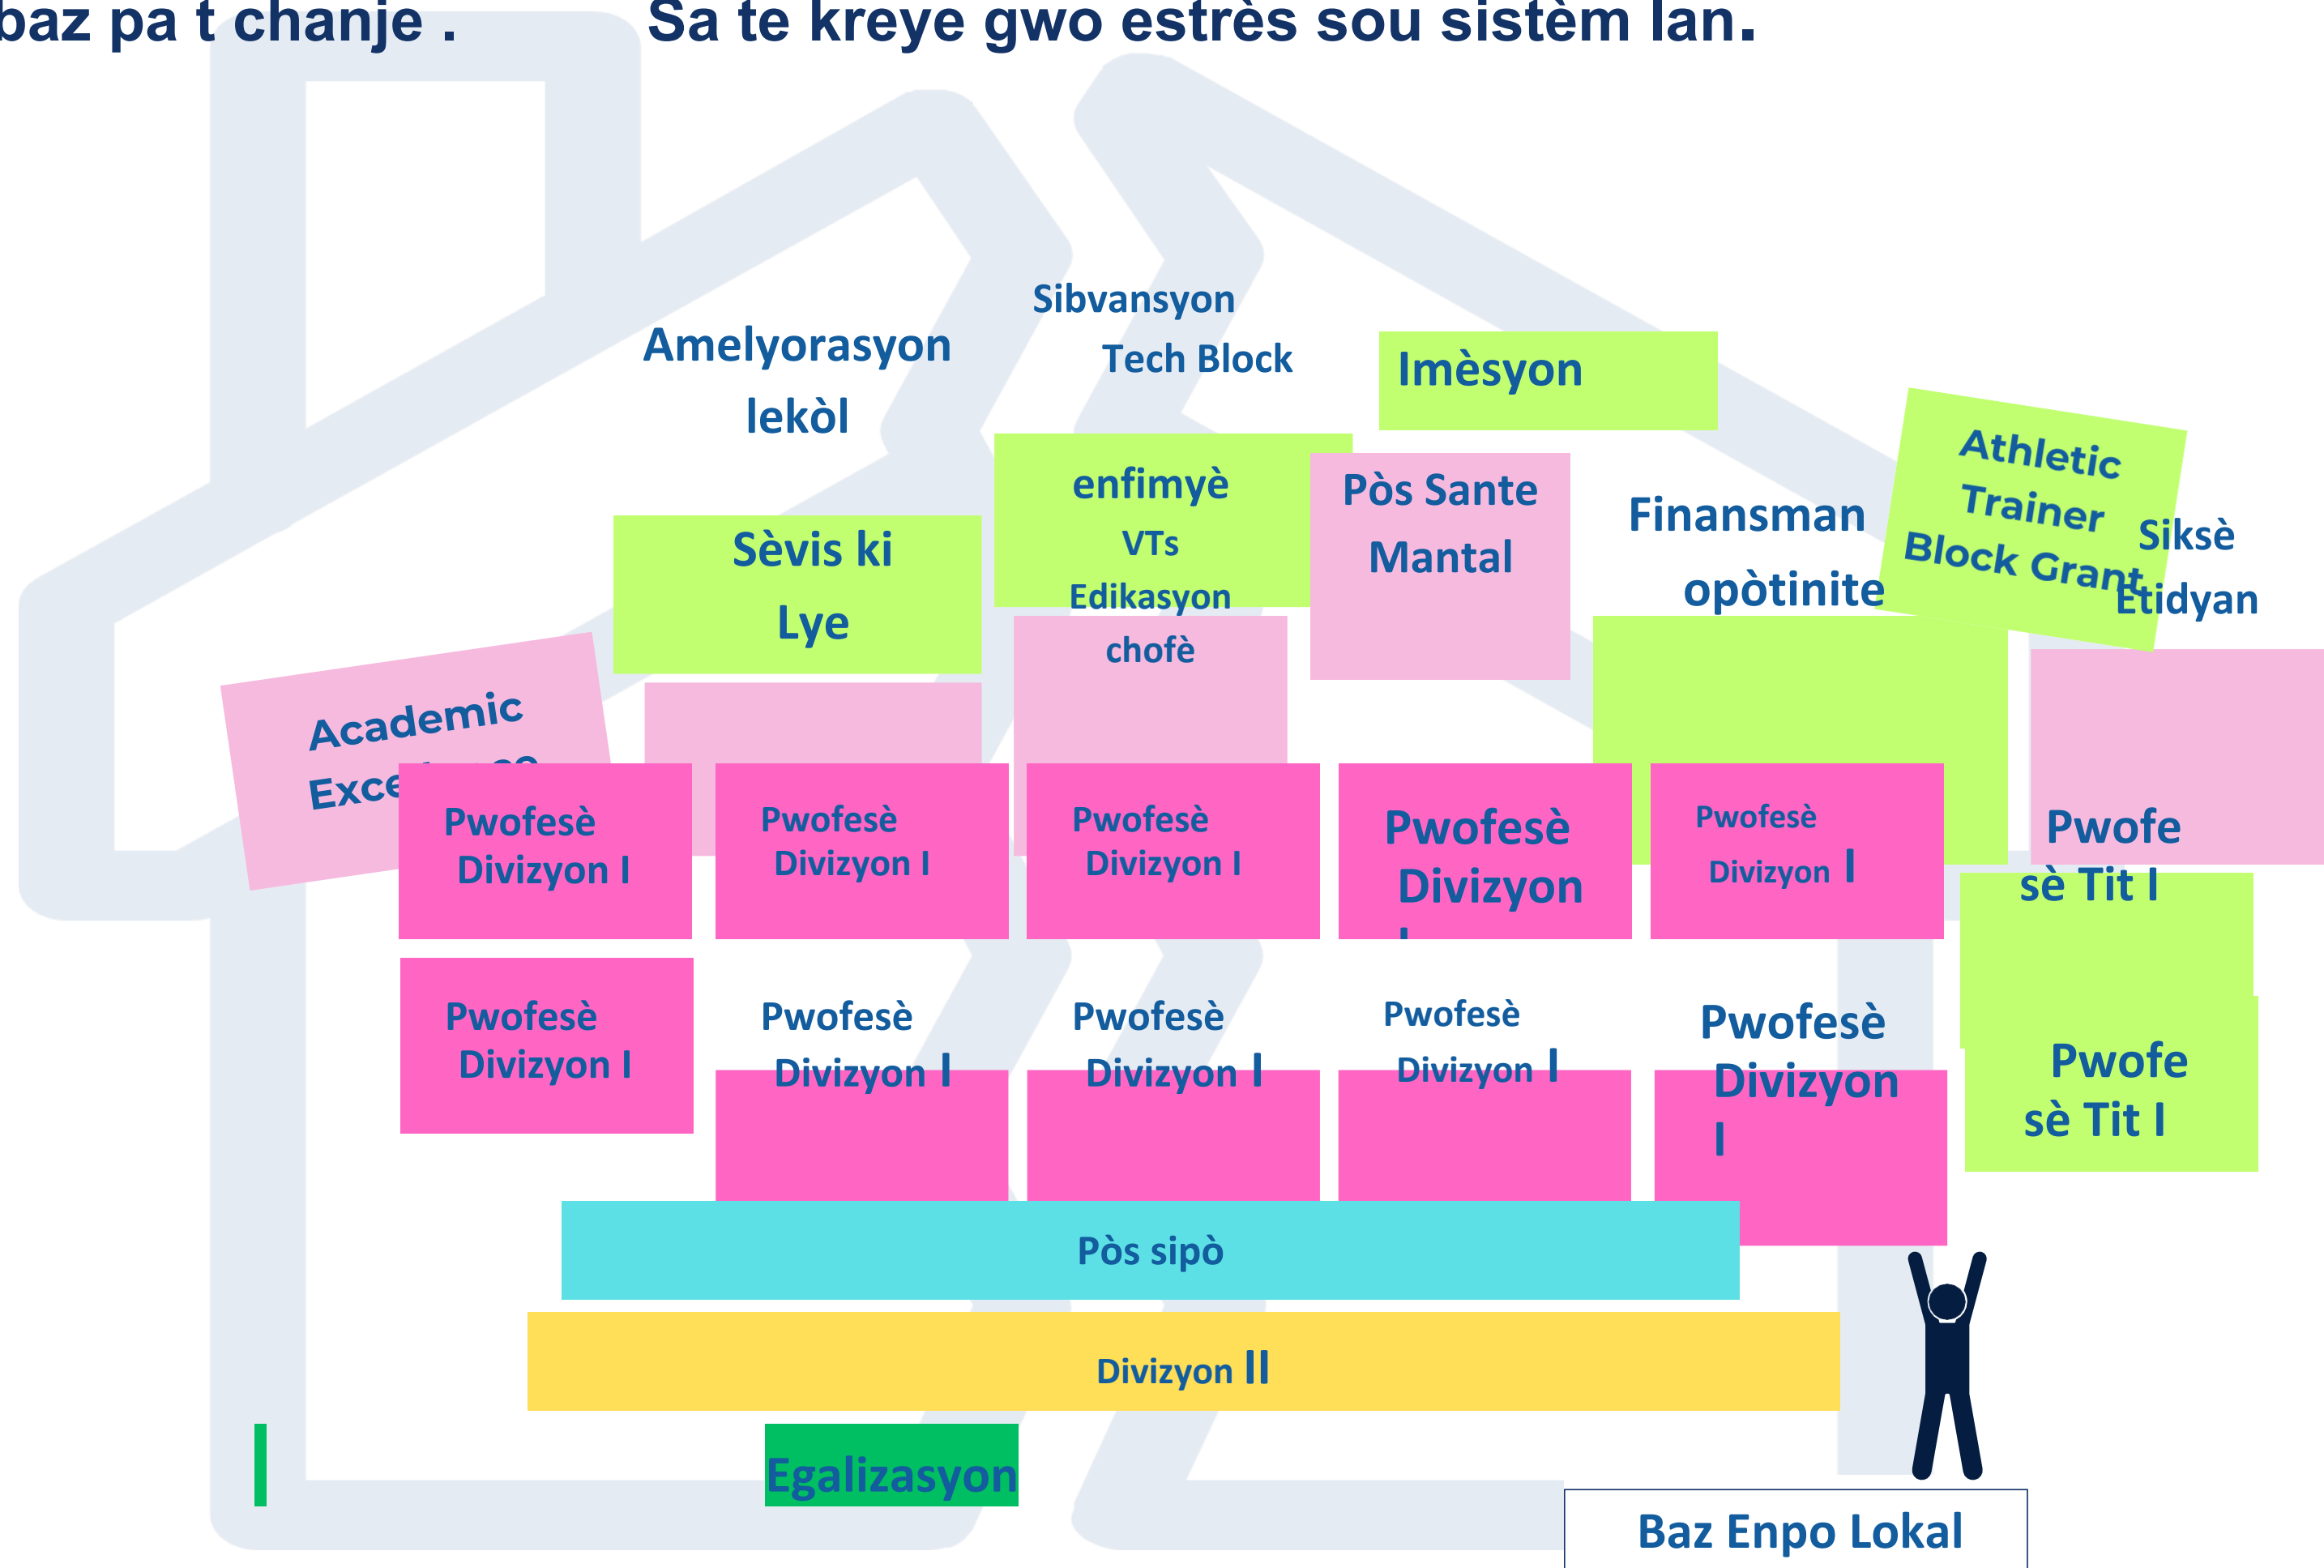 baz pa t chanje . Sa te kreye gwo estrès sou sistèm lan.
Sibvansyon
Tech Block
Amelyorasyon
lekòl
Imèsyon
Athletic
Trainer
Block Grant
Siksè
Etidyan
enfimyè
VTs
Edikasyon
chofè
Pòs Sante
Mantal
Finansman
opòtinite
Sèvis ki
Lye
Academic
Pwofesè
Divizyon I
Pwofesè
Divizyon I
Pwofesè
Divizyon I
Pwofesè
Divizyon
I
Pwofesè
Divizyon I
Pwofe
sè Tit I
Pwofesè
Divizyon I
Pwofesè
Divizyon I
Pwofesè
Divizyon I
Pwofesè
Divizyon I
Pwofesè
Divizyon
I
Pwofe
sè Tit I
Pòs sipò
Divizyon II
Egalizasyon
Baz Enpo Lokal